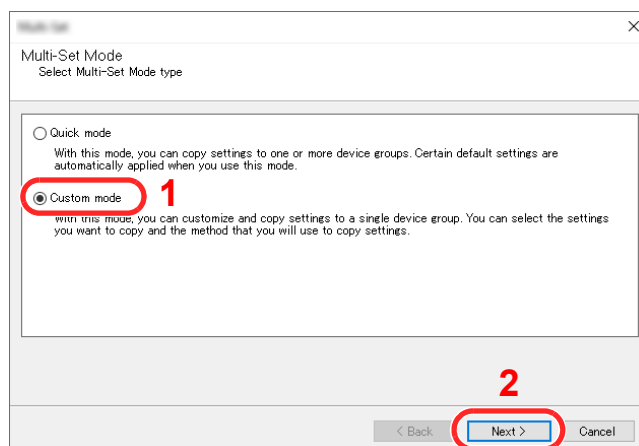 Multi-Set Mode
Select Multi-Set Mode type
Quick mode
With this mode, you can copy settings to one or more device groups. Certain default settings are
automatically applied when you use this mode.
Custom mode
1
With this mode, you can customize and copy settings to a single device group. You can select the settings
you want to copy and the method that you will use to copy settings.
2
< Back
Next >
Cancel